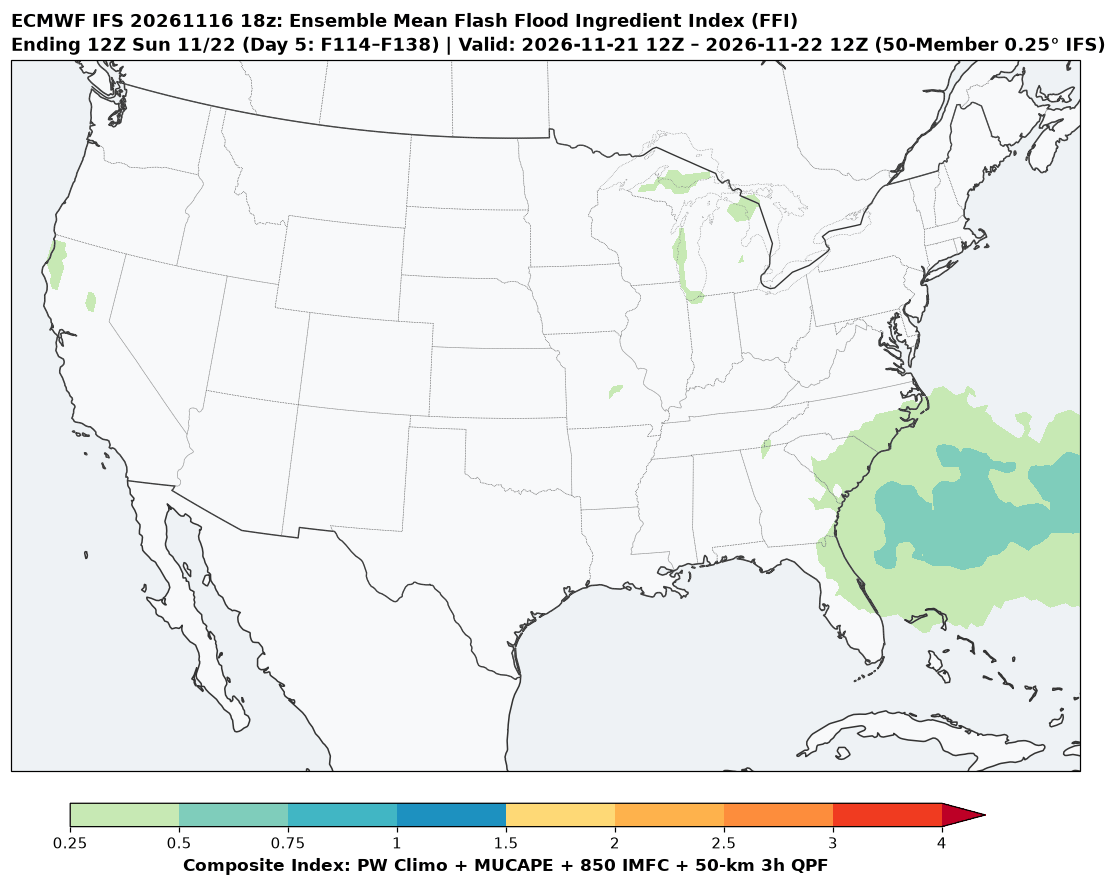 ECMWF IFS 20261116 18z: Ensemble Mean Flash Flood Ingredient Index (FFI)
Ending 12Z Sun 11/22 (Day 5: F114–F138) | Valid: 2026-11-21 12Z – 2026-11-22 12Z (50-Member 0.25° IFS)
0.25 0.5 0.75 1 1.5 2 2.5 3 4
Composite Index: PW Climo + MUCAPE + 850 IMFC + 50-km 3h QPF